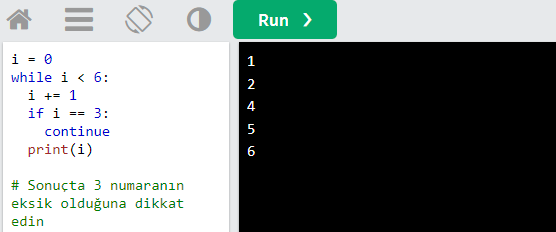 Run ❯
i = 0
while i < 6:
  i += 1
  if i == 3:
    continue
  print(i)
# Sonuçta 3 numaranın
eksik olduğuna dikkat
edin
1
2
4
5
6